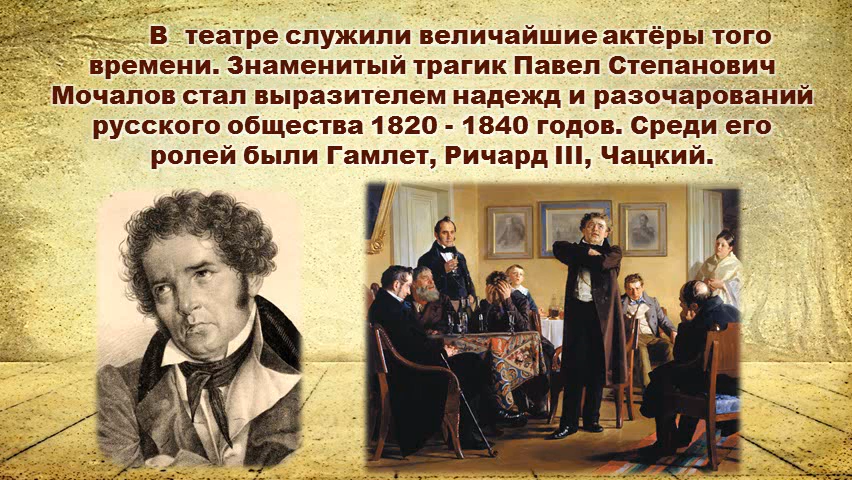 В театре служили величайшие актёры того
времени. Знаменитый трагик Павел Степанович
Мочалов стал выразителем надежд и разочарований
русского общества 1820 - 1840 годов. Среди его
ролей были Гамлет, Ричард III, Чацкий.